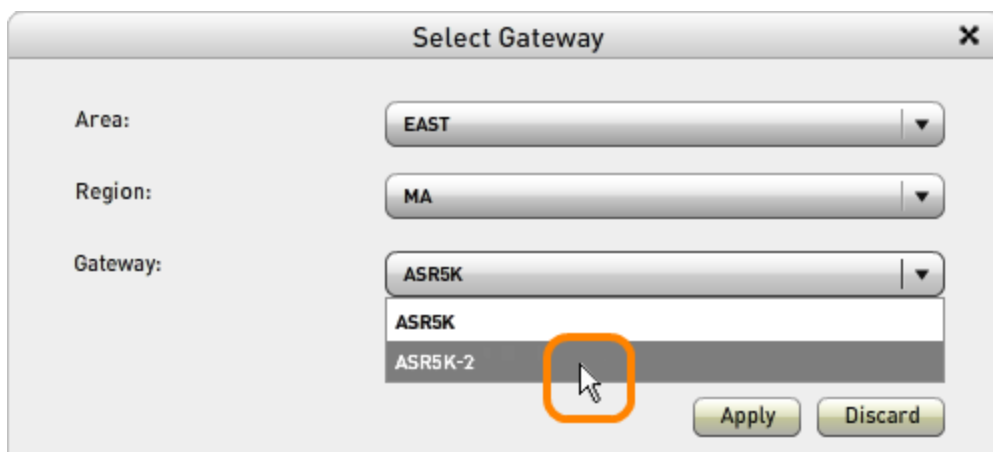 Select Gateway
Area:
EAST
Region:
MA
Gateway:
ASR5K
ASR5K
ASR5K-2
Apply
Discard